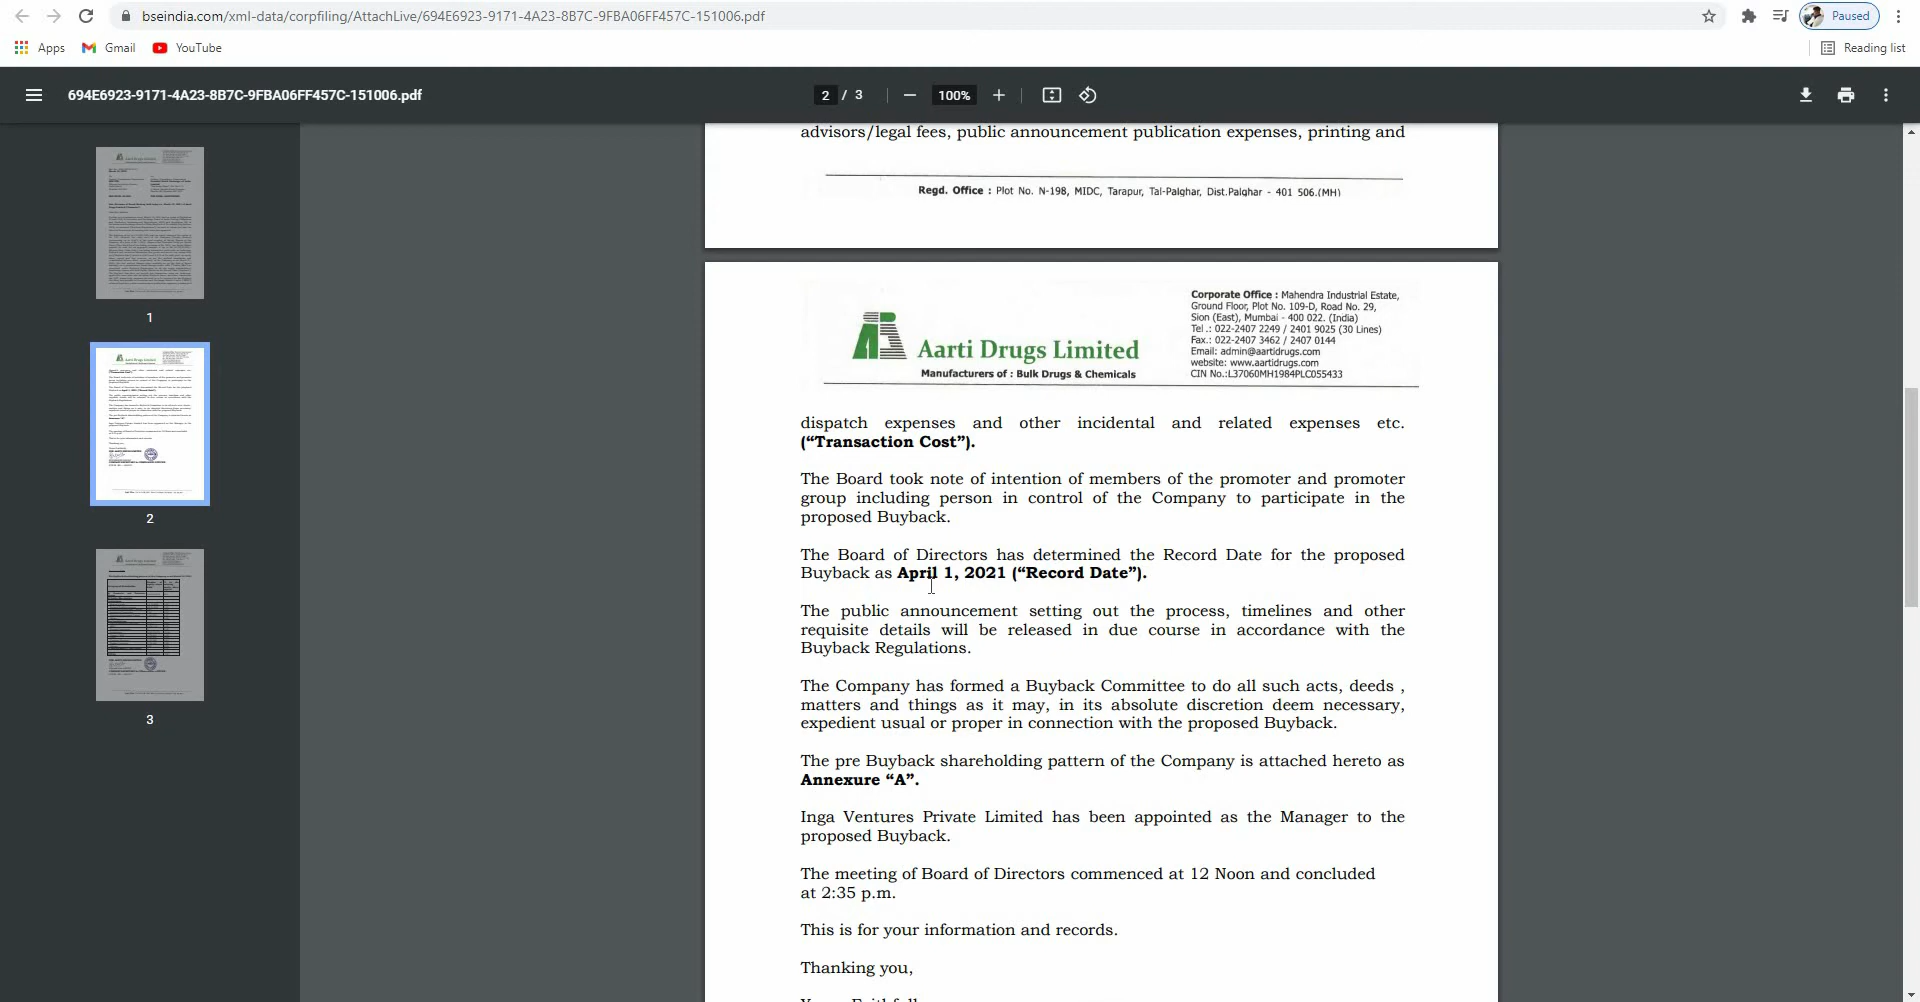 bseindia.com/xml-data/corpfiling/AttachLive/694E6923-9171-4A23-8B7C-9FBA06FF457C-151006.pdf
Paused
Apps
Gmail
YouTube
Reading list
694E6923-9171-4A23-8B7C-9FBA06FF457C-151006.pdf
2 / 3
100%
1
2
3
advisors/legal fees, public announcement publication expenses, printing and
Regd. Office : Plot No. N-198, MIDC, Tarapur, Tal-Palghar, Dist.Palghar - 401 506.(MH)
Aarti Drugs Limited
Manufacturers of : Bulk Drugs & Chemicals
Corporate Office : Mahendra Industrial Estate,
Ground Floor, Plot No. 109-D, Road No. 29,
Sion (East), Mumbai - 400 022. (India)
Tel .: 022-2407 2249 / 2401 9025 (30 Lines)
Fax.: 022-2407 3462 / 2407 0144
Email: admin@aartidrugs.com
website: www.aartidrugs.com
CIN No.:L37060MH1984PLC055433
dispatch expenses and other incidental and related expenses etc.
(“Transaction Cost”).
The Board took note of intention of members of the promoter and promoter
group including person in control of the Company to participate in the
proposed Buyback.
The Board of Directors has determined the Record Date for the proposed
Buyback as April 1, 2021 (“Record Date”).
The public announcement setting out the process, timelines and other
requisite details will be released in due course in accordance with the
Buyback Regulations.
The Company has formed a Buyback Committee to do all such acts, deeds ,
matters and things as it may, in its absolute discretion deem necessary,
expedient usual or proper in connection with the proposed Buyback.
The pre Buyback shareholding pattern of the Company is attached hereto as
Annexure “A”.
Inga Ventures Private Limited has been appointed as the Manager to the
proposed Buyback.
The meeting of Board of Directors commenced at 12 Noon and concluded
at 2:35 p.m.
This is for your information and records.
Thanking you,